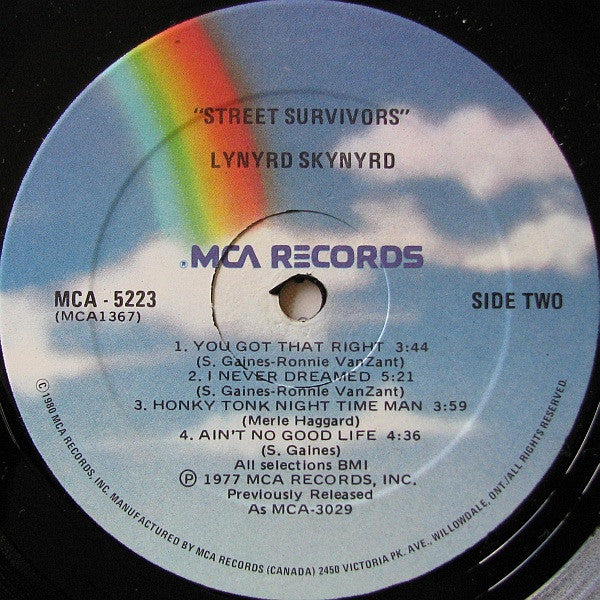 "STREET SURVIVORS"
LYNYRD SKYNYRD
®MCA RECORDS
MCA - 5223
(MCA1367)
SIDE TWO
1. YOU GOT THAT RIGHT 3:44
(S. Gaines-Ronnie VanZant)
2. I NEVER DREAMED 5:21
(S. Gaines-Ronnie VanZant)
3. HONKY TONK NIGHT TIME MAN 3:59
(Merle Haggard)
4. AIN'T NO GOOD LIFE 4:36
(S. Gaines)
All selections BMI
Ⓟ 1977 MCA RECORDS, INC.
Previously Released
As MCA-3029
© 1980 MCA RECORDS, INC. MANUFACTURED BY MCA RECORDS (CANADA) 2450 VICTORIA PK. AVE., WILLOWDALE, ONT./ALL RIGHTS RESERVED.